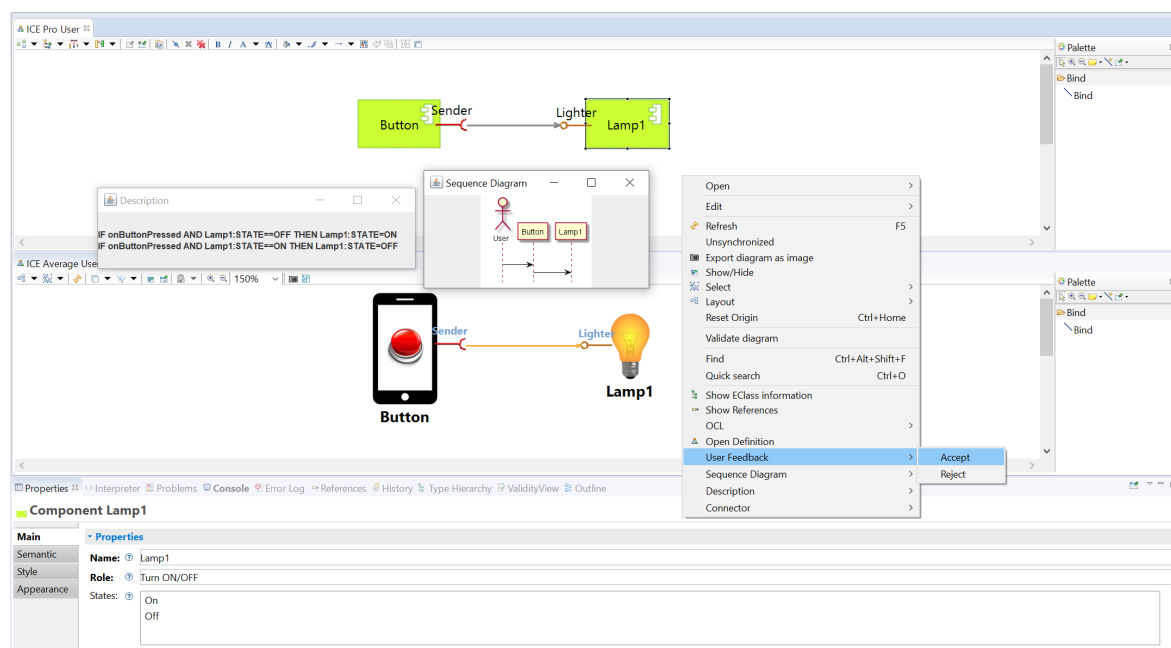 ICE Pro User
B I A
Palette
Bind
Bind
Button
Sender
Lighter
Lamp1
Description
IF onButtonPressed AND Lamp1:STATE==OFF THEN Lamp1:STATE=ON
IF onButtonPressed AND Lamp1:STATE==ON THEN Lamp1:STATE=OFF
Sequence Diagram
User
Button
Lamp1
ICE Average Use
150%
Palette
Bind
Bind
Sender
Lighter
Button
Lamp1
Open
Edit
Refresh F5
Unsynchronized
Export diagram as image
Show/Hide
Select
Layout
Reset Origin Ctrl+Home
Validate diagram
Find Ctrl+Alt+Shift+F
Quick search Ctrl+O
Show EClass information
Show References
OCL
Open Definition
User Feedback
Sequence Diagram
Description
Connector
Accept
Reject
Properties Interpreter Problems Console Error Log References History Type Hierarchy ValidityView Outline
Component Lamp1
Main
Semantic
Style
Appearance
Properties
Name: Lamp1
Role: Turn ON/OFF
States: On
Off